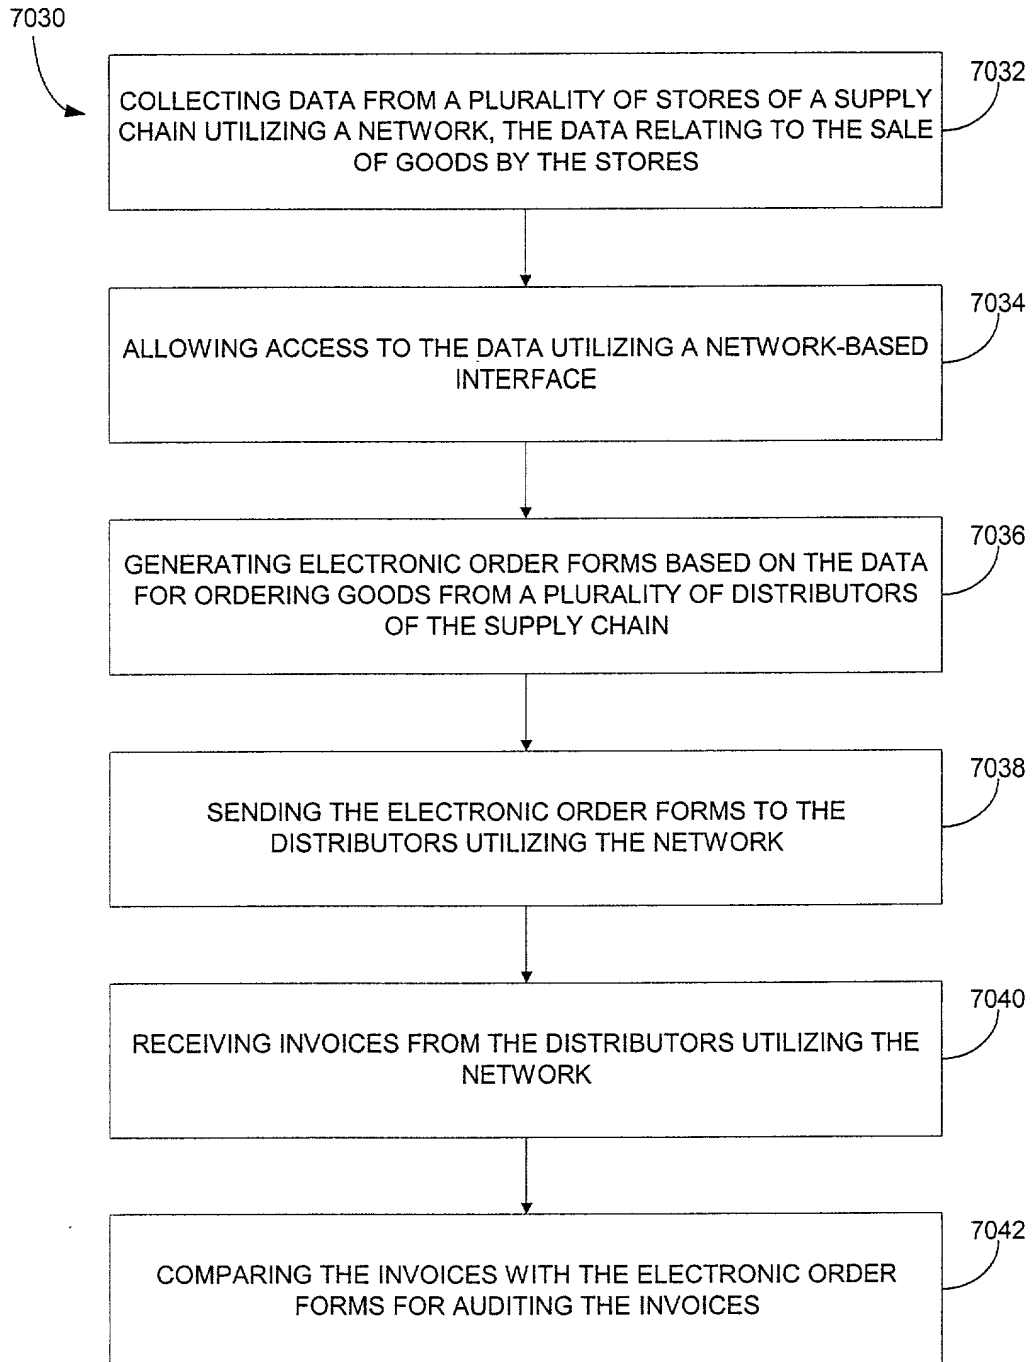 7030
7032
COLLECTING DATA FROM A PLURALITY OF STORES OF A SUPPLY
CHAIN UTILIZING A NETWORK, THE DATA RELATING TO THE SALE
OF GOODS BY THE STORES
7034
ALLOWING ACCESS TO THE DATA UTILIZING A NETWORK-BASED
INTERFACE
7036
GENERATING ELECTRONIC ORDER FORMS BASED ON THE DATA
FOR ORDERING GOODS FROM A PLURALITY OF DISTRIBUTORS
OF THE SUPPLY CHAIN
7038
SENDING THE ELECTRONIC ORDER FORMS TO THE
DISTRIBUTORS UTILIZING THE NETWORK
7040
RECEIVING INVOICES FROM THE DISTRIBUTORS UTILIZING THE
NETWORK
7042
COMPARING THE INVOICES WITH THE ELECTRONIC ORDER
FORMS FOR AUDITING THE INVOICES